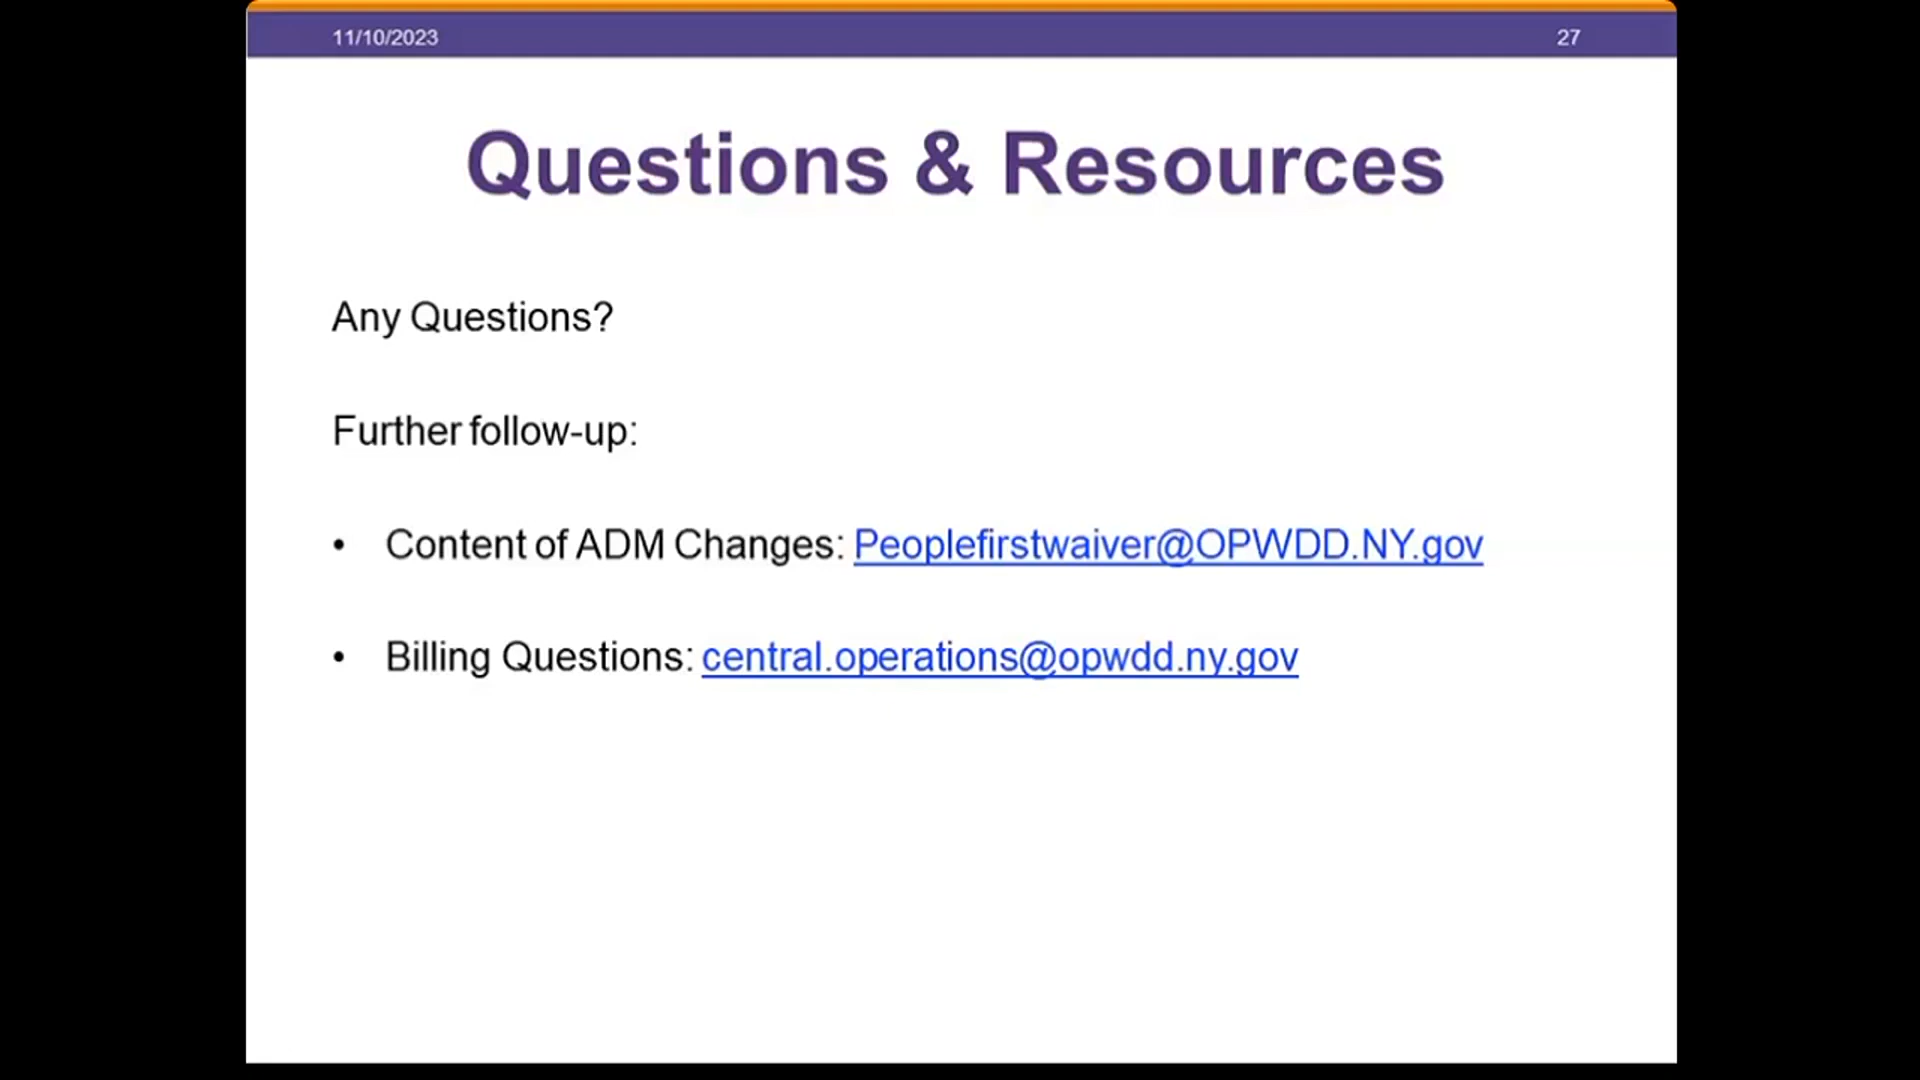 11/10/2023 27
Questions & Resources
Any Questions?
Further follow-up:
• Content of ADM Changes: Peoplefirstwaiver@OPWDD.NY.gov
• Billing Questions: central.operations@opwdd.ny.gov